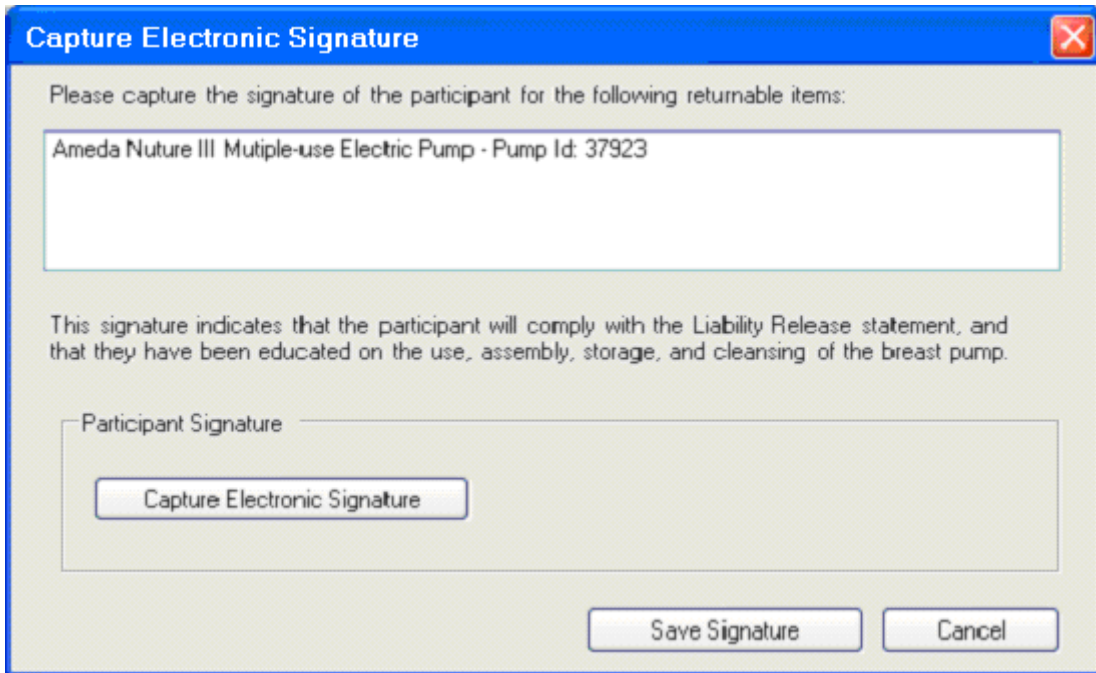 Capture Electronic Signature
Please capture the signature of the participant for the following returnable items:
Ameda Nuture III Mutiple-use Electric Pump - Pump Id: 37923
This signature indicates that the participant will comply with the Liability Release statement, and
that they have been educated on the use, assembly, storage, and cleansing of the breast pump.
Participant Signature
Capture Electronic Signature
Save Signature
Cancel